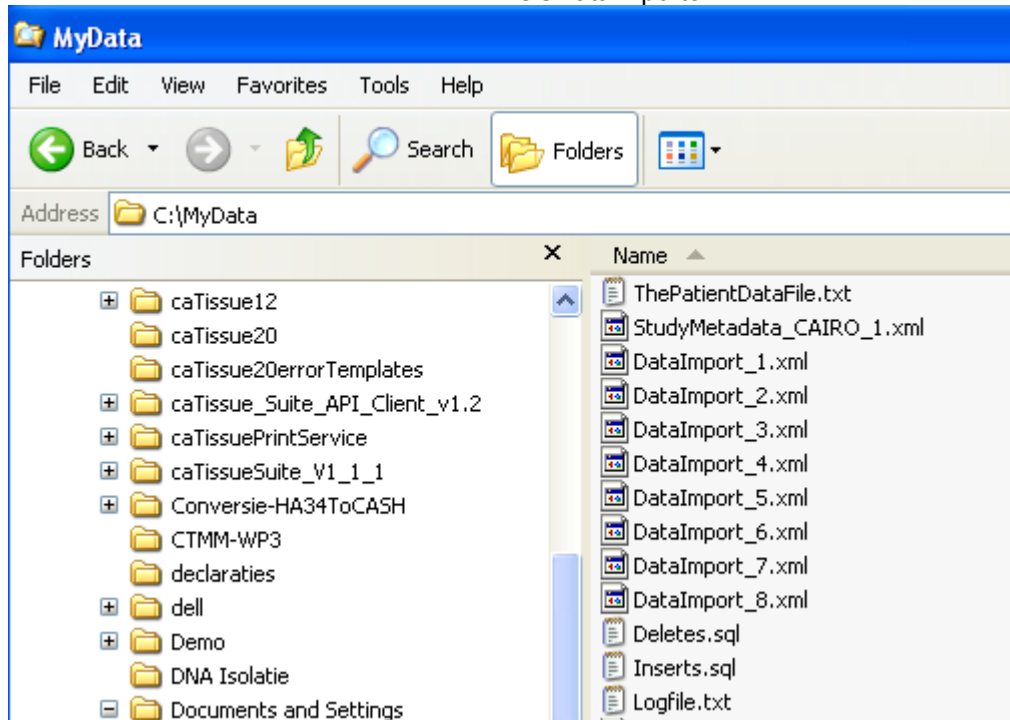 MyData
File Edit View Favorites Tools Help
Back Search Folders
Address C:\MyData
Folders
caTissue12
caTissue20
caTissue20errorTemplates
caTissue_Suite_API_Client_v1.2
caTissuePrintService
caTissueSuite_V1_1_1
Conversie-HA34ToCASH
CTMM-WP3
declaraties
dell
Demo
DNA Isolatie
Documents and Settings
Name
ThePatientDataFile.txt
StudyMetadata_CAIRO_1.xml
DataImport_1.xml
DataImport_2.xml
DataImport_3.xml
DataImport_4.xml
DataImport_5.xml
DataImport_6.xml
DataImport_7.xml
DataImport_8.xml
Deletes.sql
Inserts.sql
Logfile.txt